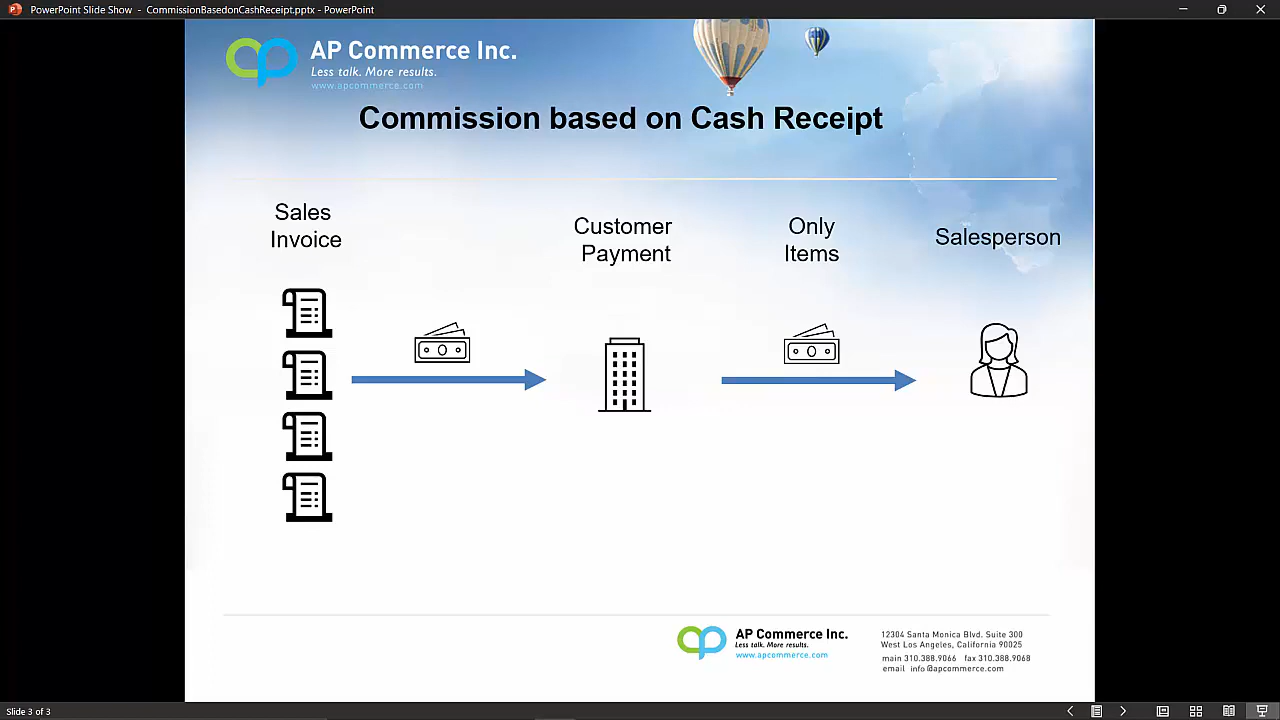 PowerPoint Slide Show - CommissionBasedonCashReceipt.pptx - PowerPoint
AP Commerce Inc.
Less talk. More results.
www.apcommerce.com
Commission based on Cash Receipt
Sales
Invoice
Customer
Payment
Only
Items
Salesperson
AP Commerce Inc.
Less talk. More results.
www.apcommerce.com
12304 Santa Monica Blvd. Suite 300
West Los Angeles, California 90025
main 310.388.9066 fax 310.388.9068
email info@apcommerce.com
Slide 3 of 3